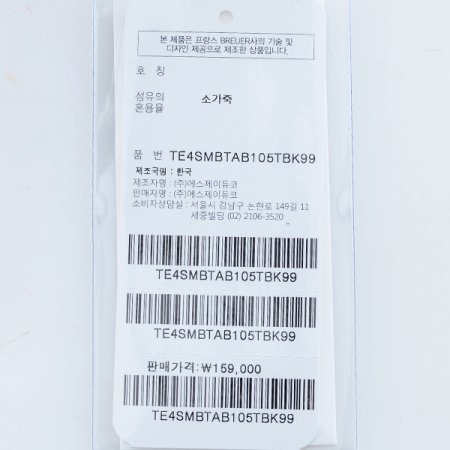 본 제품은 프랑스 BREUER사의 기술 및
디자인 제공으로 제조한 상품입니다.
호 칭
섬유의 소가죽
혼용율
품 번 TE4SMBTAB105TBK99
제조국명 : 한국
제조자명 : (주)에스제이듀코
판매자명 : (주)에스제이듀코
소비자상담실 : 서울시 강남구 논현로 149길 11
세중빌딩 (02) 2106-3520
TE4SMBTAB105TBK99
TE4SMBTAB105TBK99
판매가격:₩159,000
TE4SMBTAB105TBK99